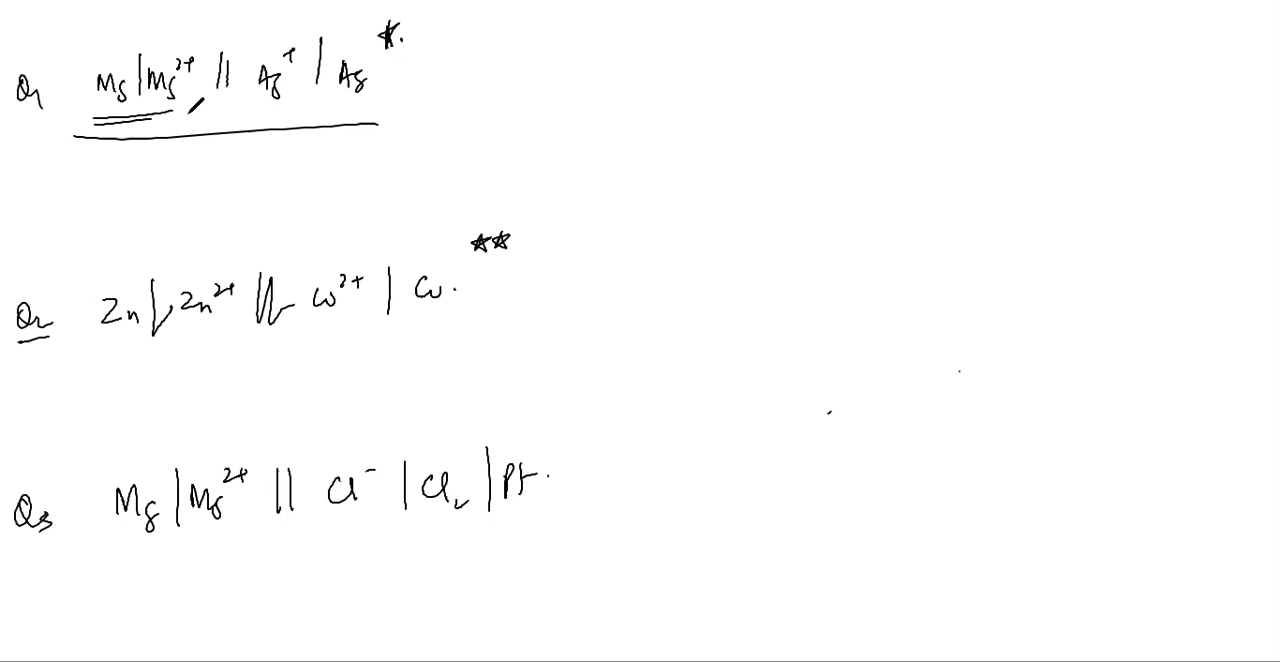 Q1 Mg|Mg²⁺ || Ag⁺ | Ag *.
Q2 Zn|Zn²⁺ || Cu²⁺ | Cu. **
Q3 Mg|Mg²⁺ || Cl⁻ |Cl₂|Pt.